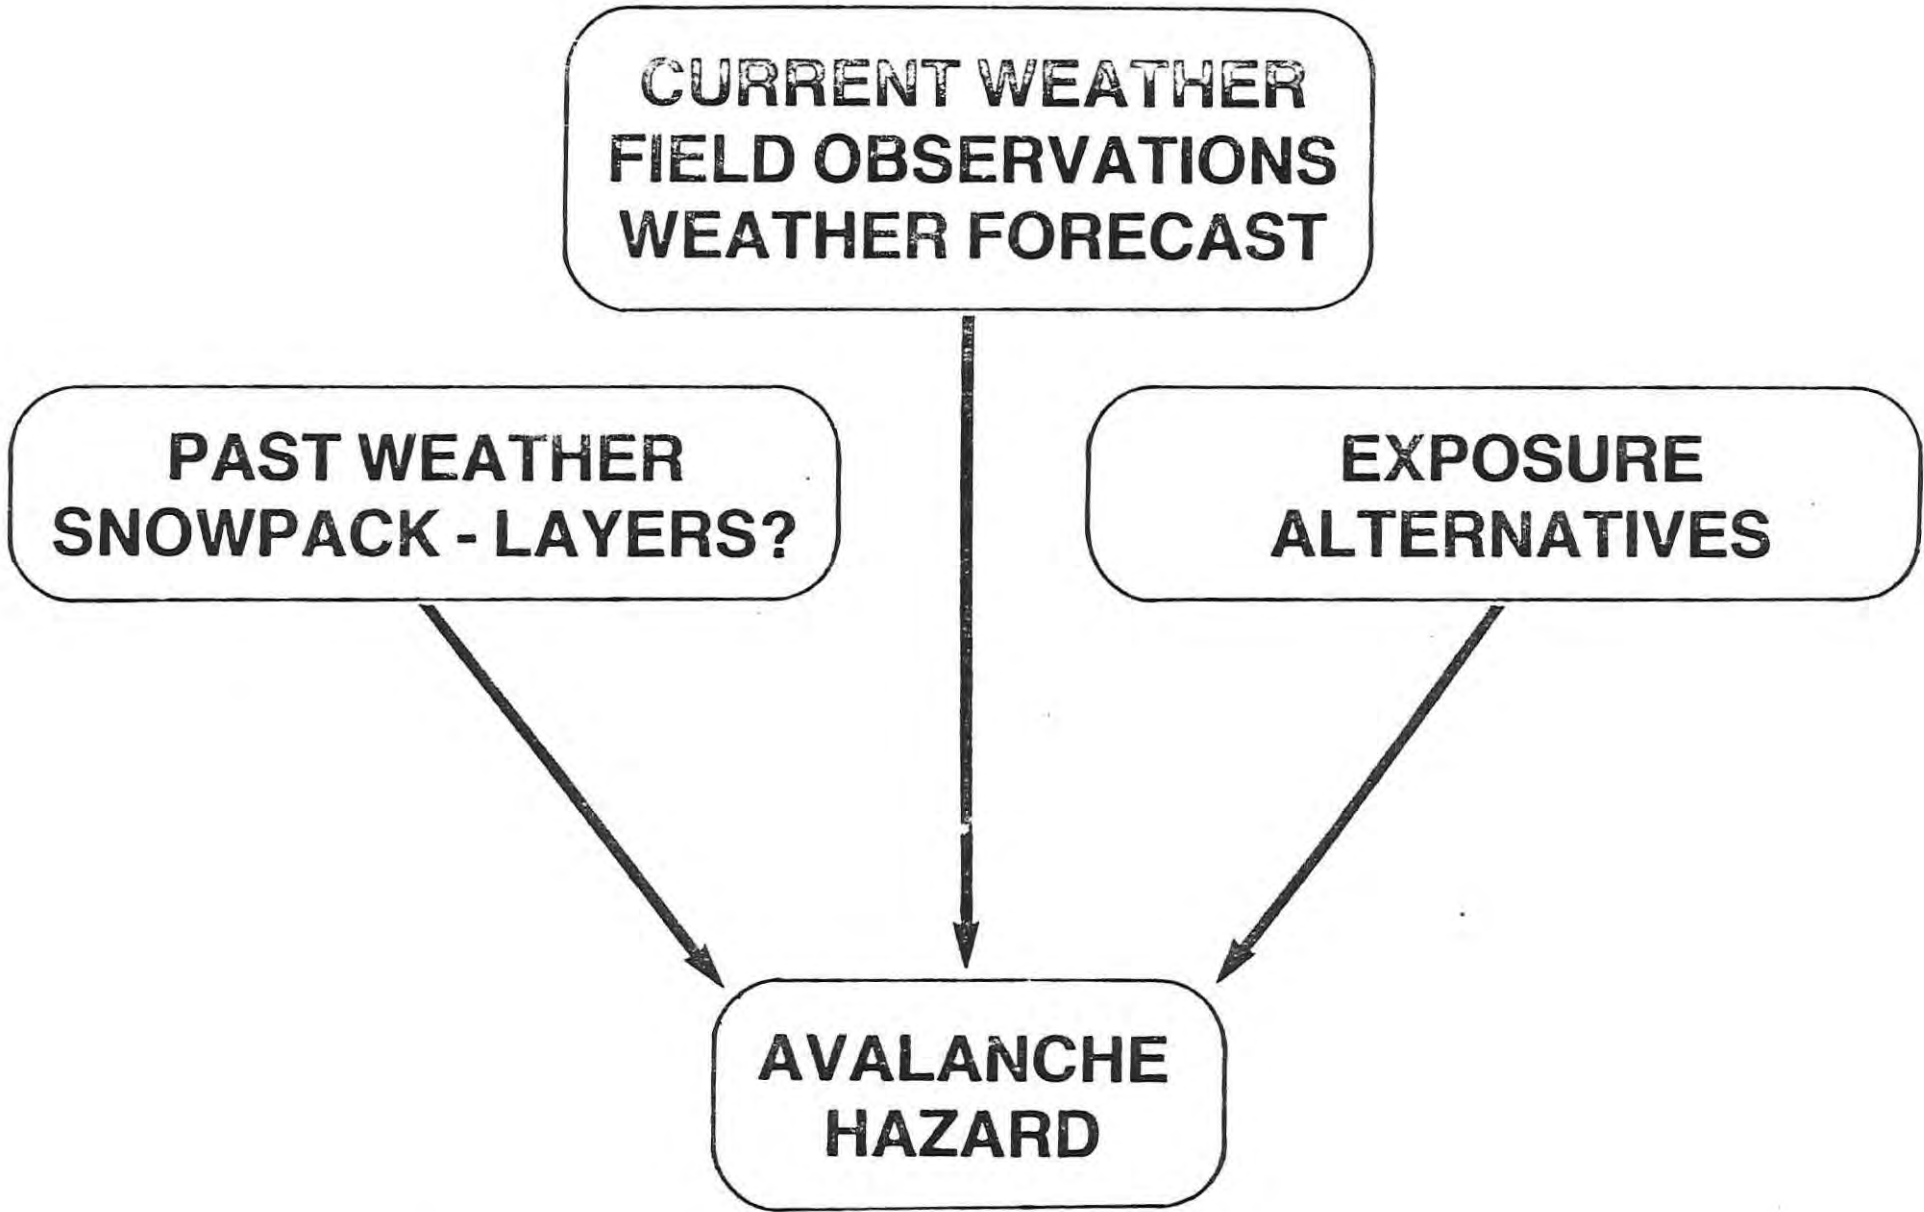 CURRENT WEATHER
FIELD OBSERVATIONS
WEATHER FORECAST
PAST WEATHER
SNOWPACK - LAYERS?
EXPOSURE
ALTERNATIVES
AVALANCHE
HAZARD